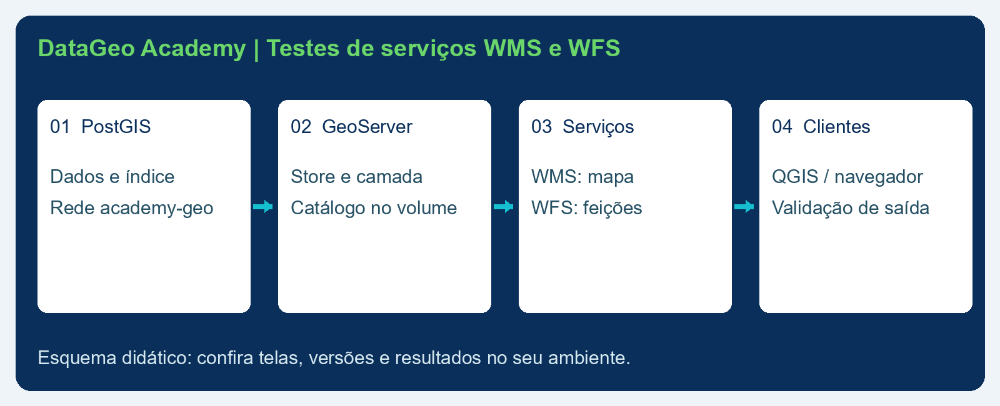 DataGeo Academy | Testes de serviços WMS e WFS
01 PostGIS
Dados e índice
Rede academy-geo
02 GeoServer
Store e camada
Catálogo no volume
03 Serviços
WMS: mapa
WFS: feições
04 Clientes
QGIS / navegador
Validação de saída
Esquema didático: confira telas, versões e resultados no seu ambiente.